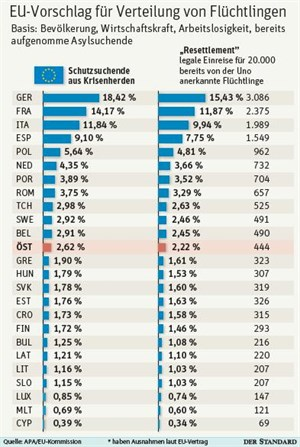 EU-Vorschlag für Verteilung von Flüchtlingen
Basis: Bevölkerung, Wirtschaftskraft, Arbeitslosigkeit, bereits
aufgenomme Asylsuchende
Schutzsuchende
aus Krisenherden
„Resettlement"
legale Einreise für 20.000
bereits von der Uno
anerkannte Flüchtlinge
GER 18,42 % 15,43 % 3.086
FRA 14,17 % 11,87 % 2.375
ITA 11,84 % 9,94 % 1.989
ESP 9,10 % 7,75 % 1.549
POL 5,64 % 4,81 % 962
NED 4,35 % 3,66 % 732
POR 3,89 % 3,52 % 704
ROM 3,75 % 3,29 % 657
TCH 2,98 % 2,63 % 525
SWE 2,92 % 2,46 % 491
BEL 2,91 % 2,45 % 490
ÖST 2,62 % 2,22 % 444
GRE 1,90 % 1,61 % 323
HUN 1,79 % 1,53 % 307
SVK 1,78 % 1,60 % 319
EST 1,76 % 1,63 % 326
CRO 1,73 % 1,58 % 315
FIN 1,72 % 1,46 % 293
BUL 1,25 % 1,08 % 216
LAT 1,21 % 1,10 % 220
LIT 1,16 % 1,03 % 207
SLO 1,15 % 1,03 % 207
LUX 0,85 % 0,74 % 147
MLT 0,69 % 0,60 % 121
CYP 0,39 % 0,34 % 69
Quelle: APA/EU-Kommission * haben Ausnahmen laut EU-Vertrag DER STANDARD